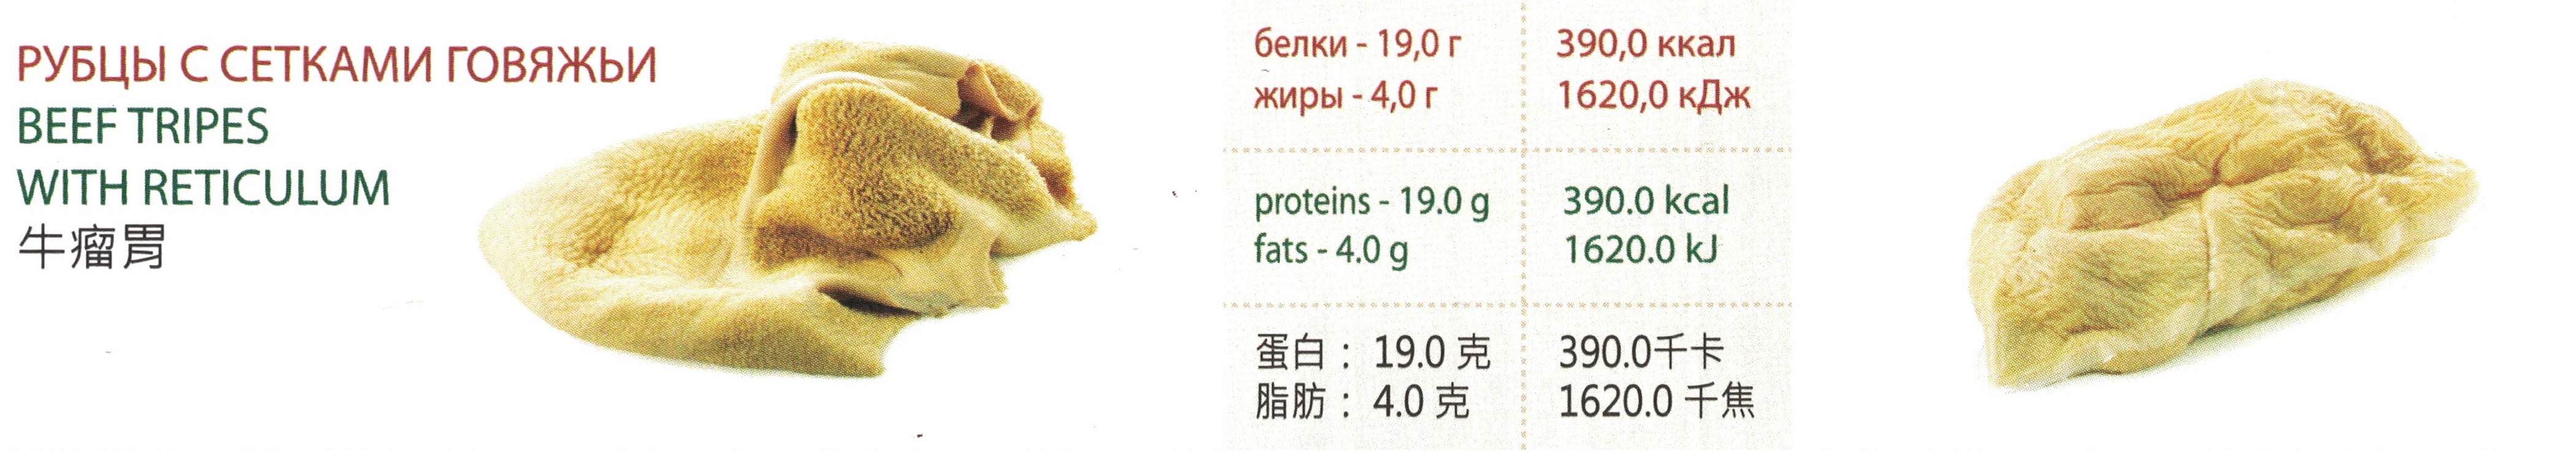 РУБЦЫ С СЕТКАМИ ГОВЯЖЬИ
BEEF TRIPES
WITH RETICULUM
牛瘤胃
белки - 19,0 г
жиры - 4,0 г
390,0 ккал
1620,0 кДж
proteins - 19.0 g
fats - 4.0 g
390.0 kcal
1620.0 kJ
蛋白： 19.0 克
脂肪： 4.0 克
390.0千卡
1620.0 千焦